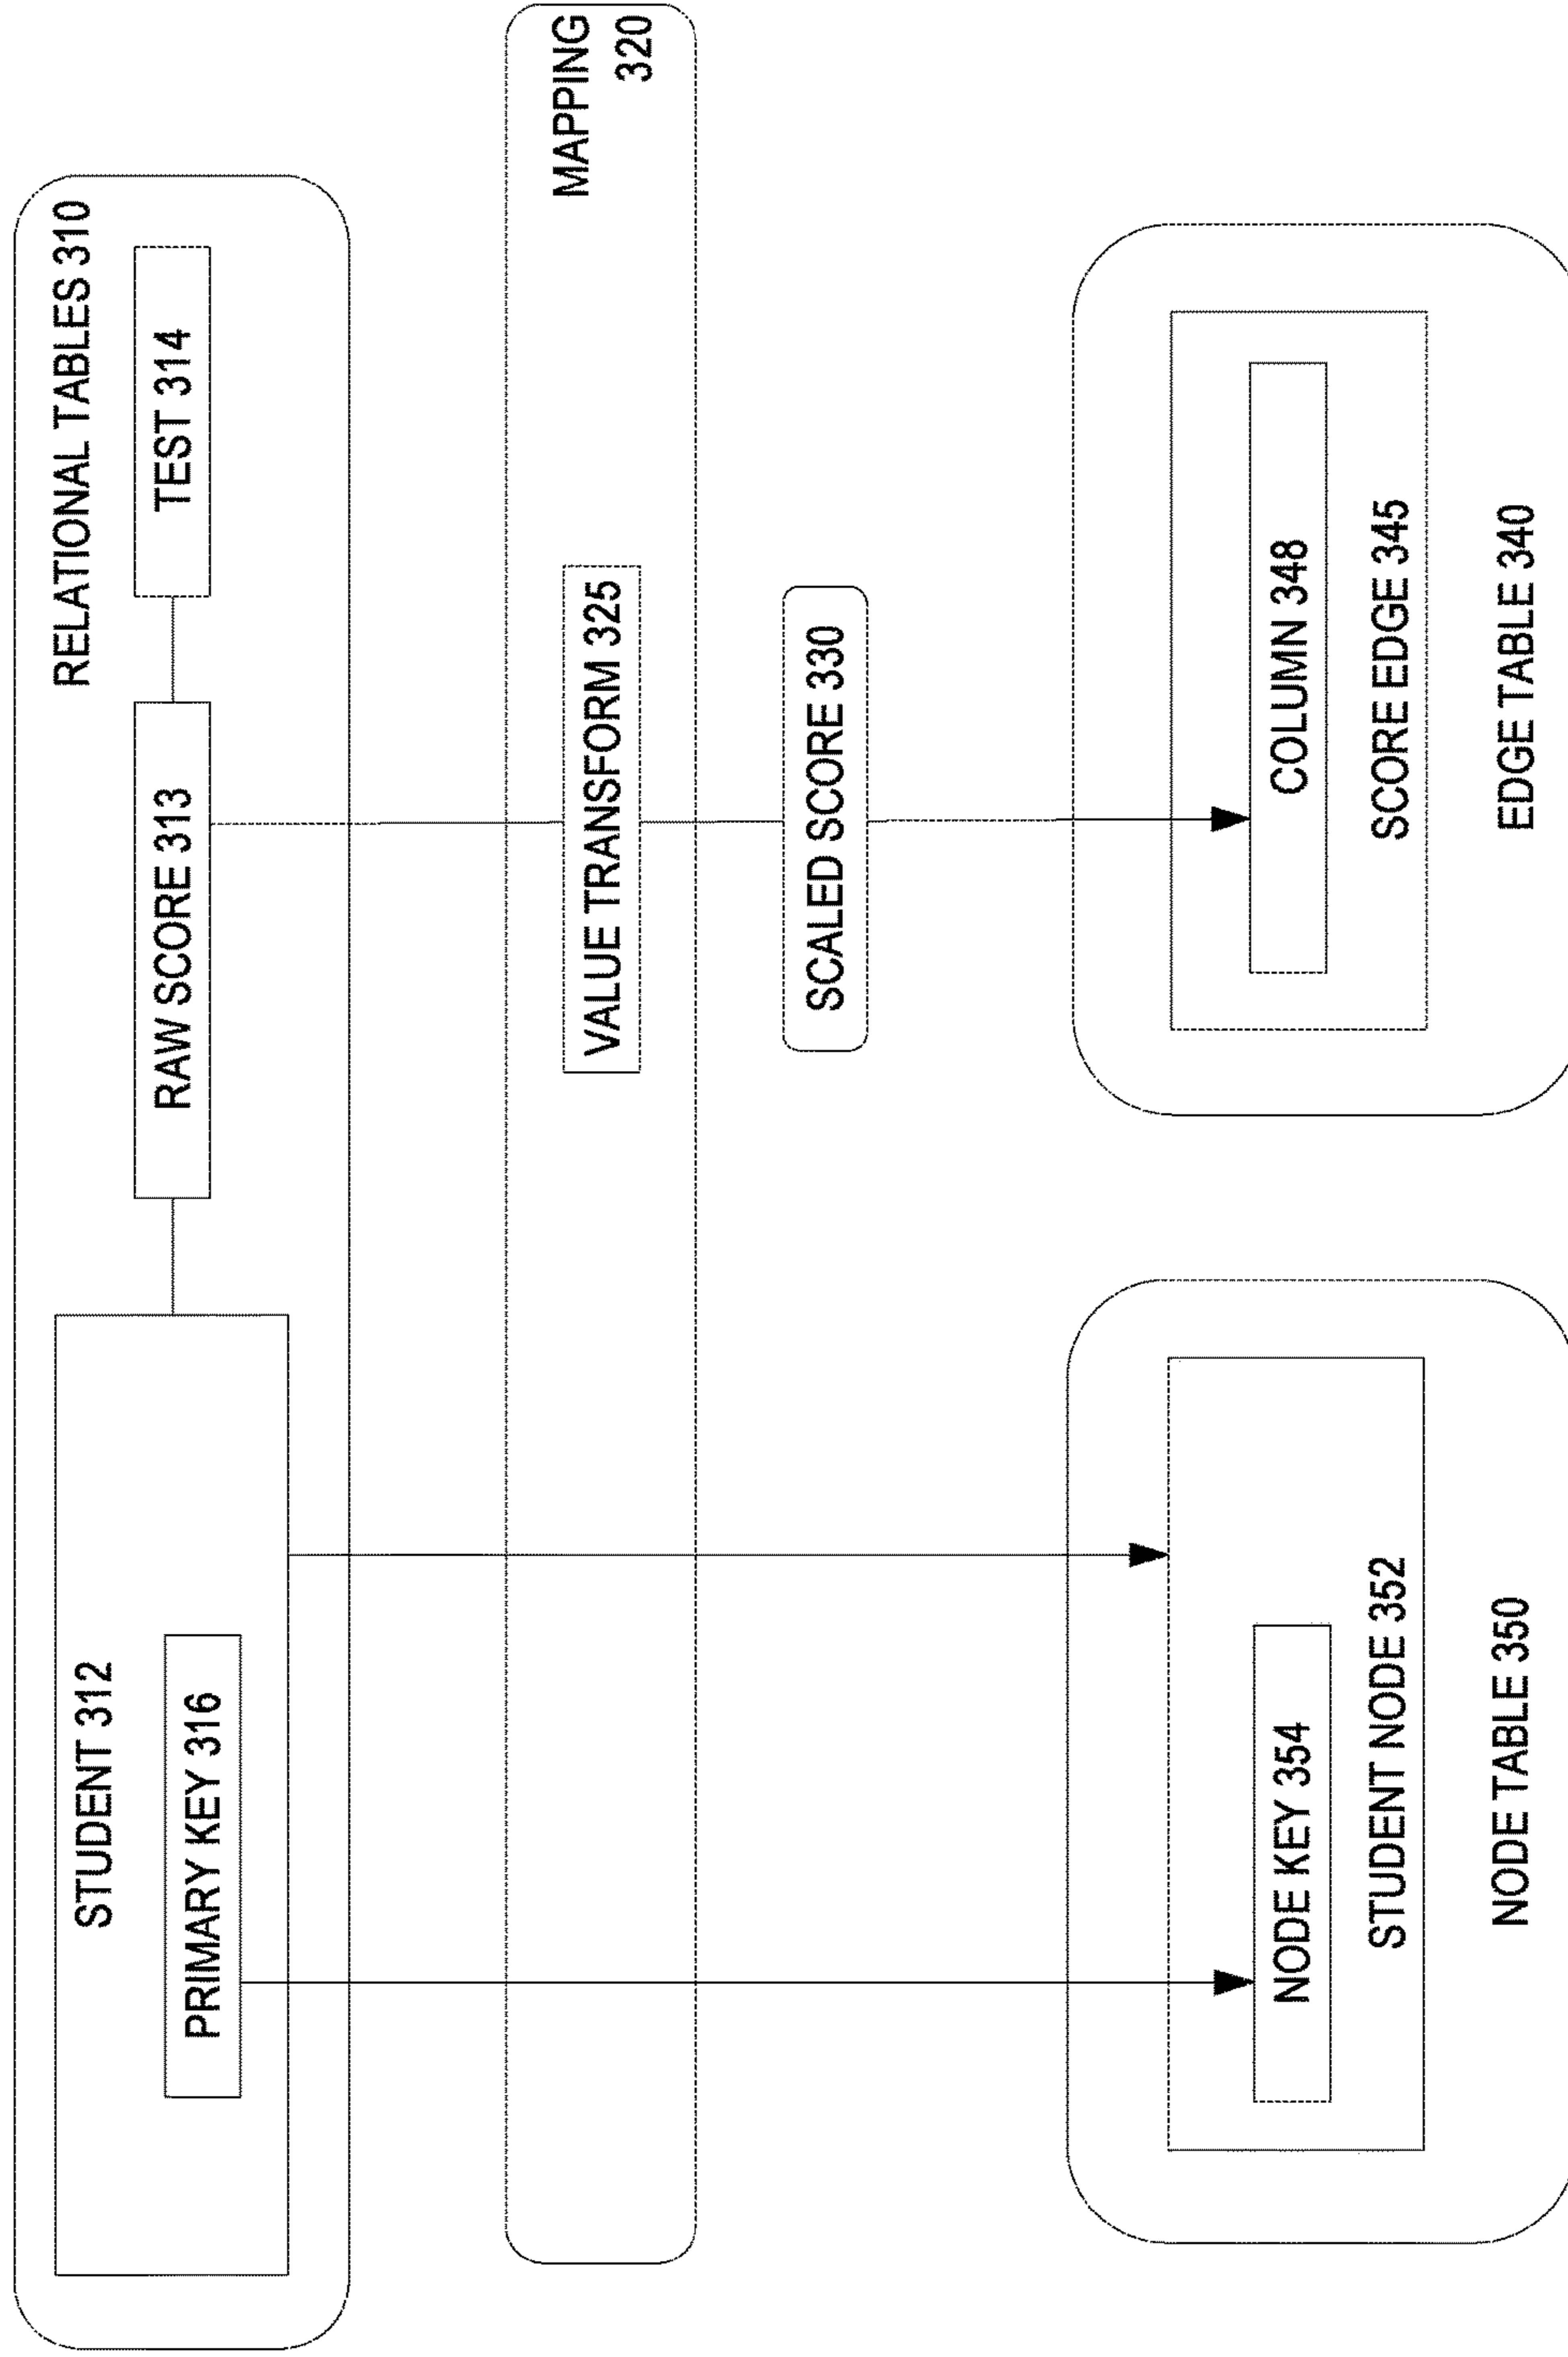 RELATIONAL TABLES 310
STUDENT 312
PRIMARY KEY 316
RAW SCORE 313
TEST 314
MAPPING
320
VALUE TRANSFORM 325
SCALED SCORE 330
NODE KEY 354
STUDENT NODE 352
NODE TABLE 350
COLUMN 348
SCORE EDGE 345
EDGE TABLE 340